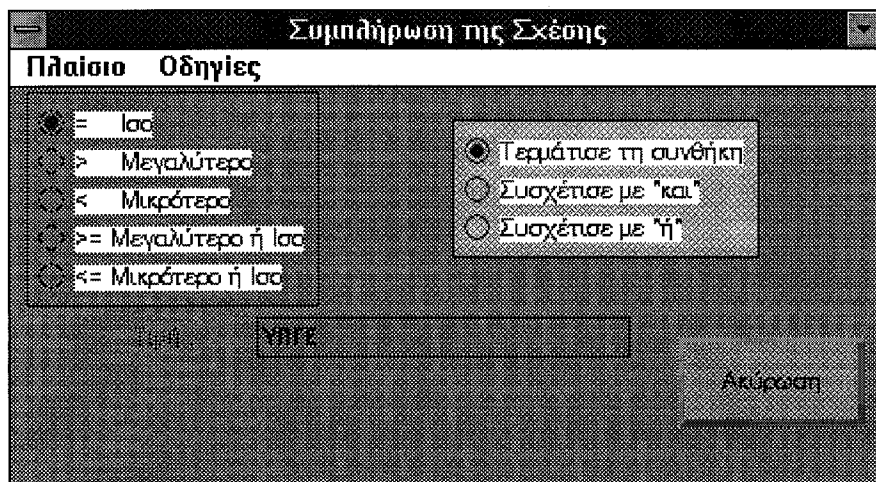 Συμπλήρωση της Σχέσης
Πλαίσιο Οδηγίες
= Ισο
> Μεγαλύτερο
< Μικρότερο
>= Μεγαλύτερο ή Ισο
<= Μικρότερο ή Ισο
Τερμάτισε τη συνθήκη
Συσχέτισε με "και"
Συσχέτισε με "ή"
Τιμή :
Ακύρωση